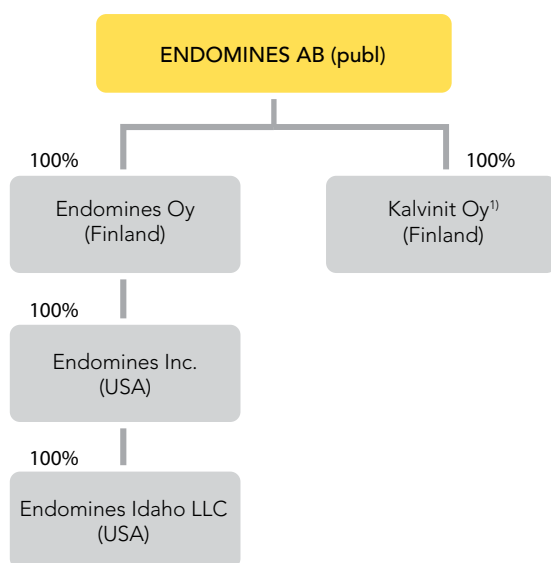 ENDOMINES AB (publ)
100%
100%
Endomines Oy
(Finland)
Kalvinit Oy1)
(Finland)
100%
Endomines Inc.
(USA)
100%
Endomines Idaho LLC
(USA)